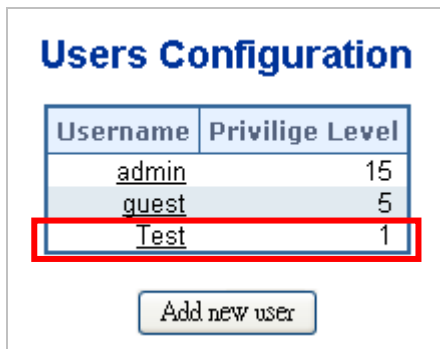 Users Configuration
Username Privilige Level
admin 15
guest 5
Test 1
Add new user